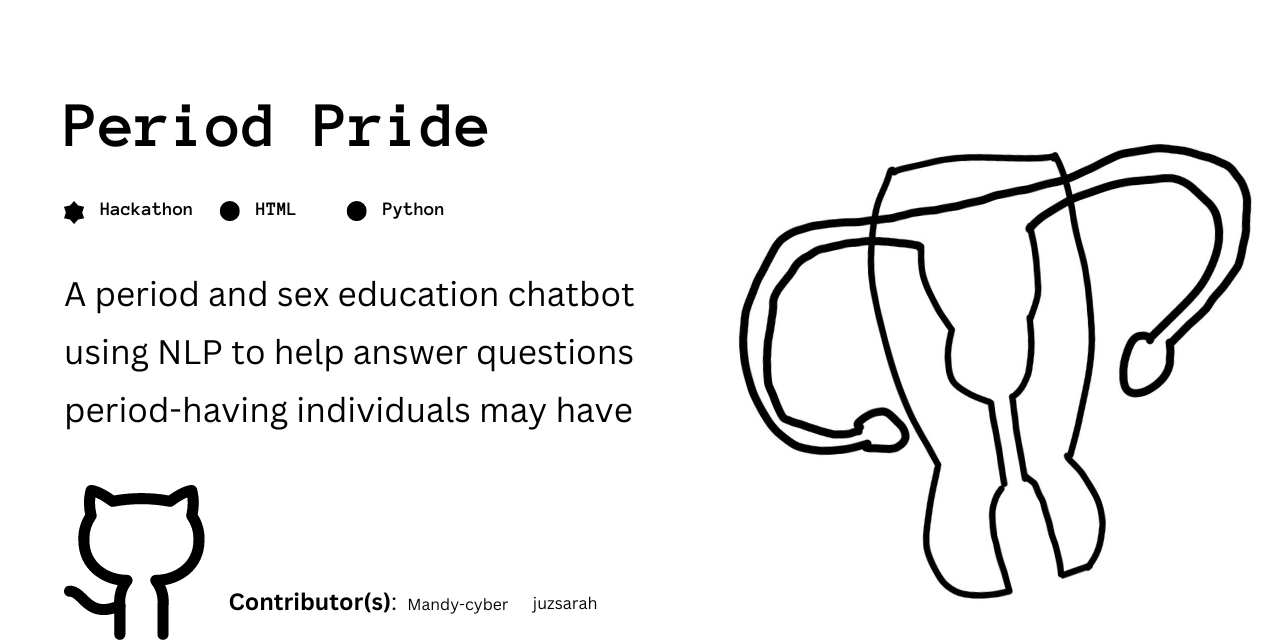 Period Pride
Hackathon HTML Python
A period and sex education chatbot
using NLP to help answer questions
period-having individuals may have
Contributor(s): Mandy-cyber juzsarah